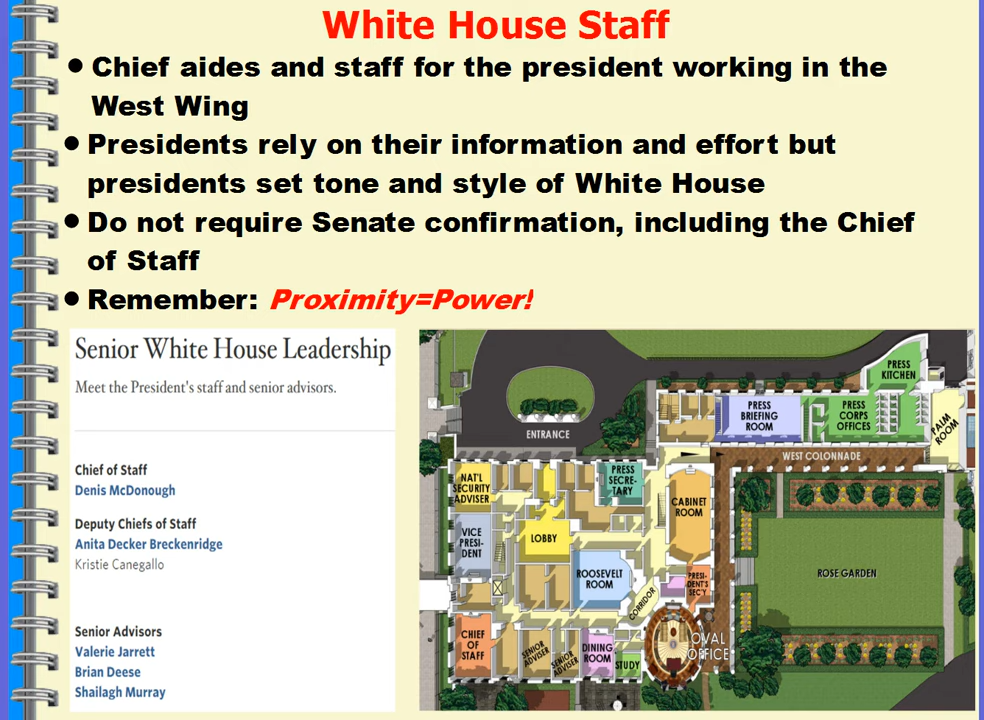 White House Staff
• Chief aides and staff for the president working in the
West Wing
• Presidents rely on their information and effort but
presidents set tone and style of White House
• Do not require Senate confirmation, including the Chief
of Staff
• Remember: Proximity=Power!
Senior White House Leadership
Meet the President's staff and senior advisors.
Chief of Staff
Denis McDonough
Deputy Chiefs of Staff
Anita Decker Breckenridge
Kristie Canegallo
Senior Advisors
Valerie Jarrett
Brian Deese
Shailagh Murray
PRESS
KITCHEN
PRESS
BRIEFING
ROOM
PRESS
CORPS
OFFICES
PALM
ROOM
ENTRANCE
WEST COLONNADE
NAT'L
SECURITY
ADVISER
PRESS
SECRE-
TARY
CABINET
ROOM
VICE
PRESI-
DENT
LOBBY
ROOSEVELT
ROOM
PRESI-
DENT'S
SEC'Y
ROSE GARDEN
CORRIDOR
CHIEF
OF
STAFF
SENIOR
ADVISER
SENIOR
ADVISER
DINING
ROOM
STUDY
OVAL
OFFICE